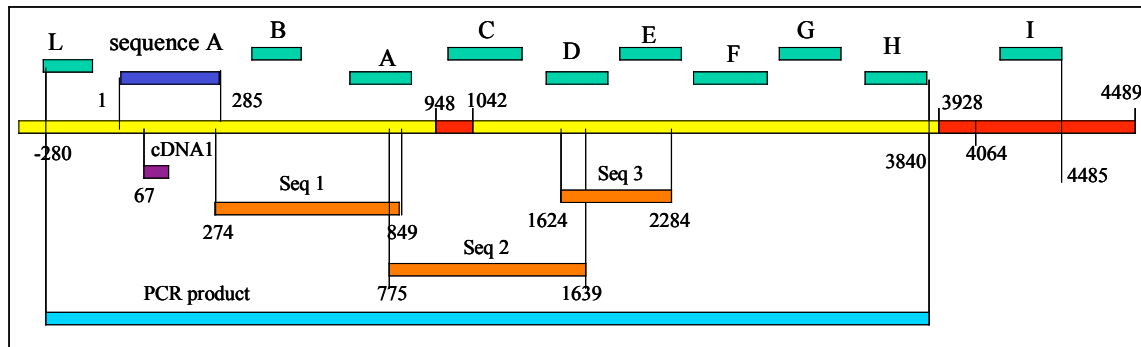 L
sequence A
B
A
C
D
E
F
G
H
I
1
285
948
1042
3928
4489
-280
cDNA1
67
3840
4064
4485
Seq 1
274
849
Seq 3
1624
2284
Seq 2
775
1639
PCR product